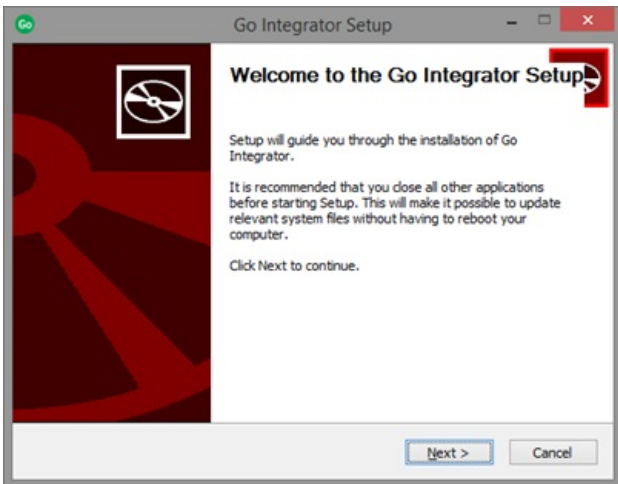 Go
Go Integrator Setup
Welcome to the Go Integrator Setup
Setup will guide you through the installation of Go
Integrator.
It is recommended that you close all other applications
before starting Setup. This will make it possible to update
relevant system files without having to reboot your
computer.
Click Next to continue.
Next >
Cancel